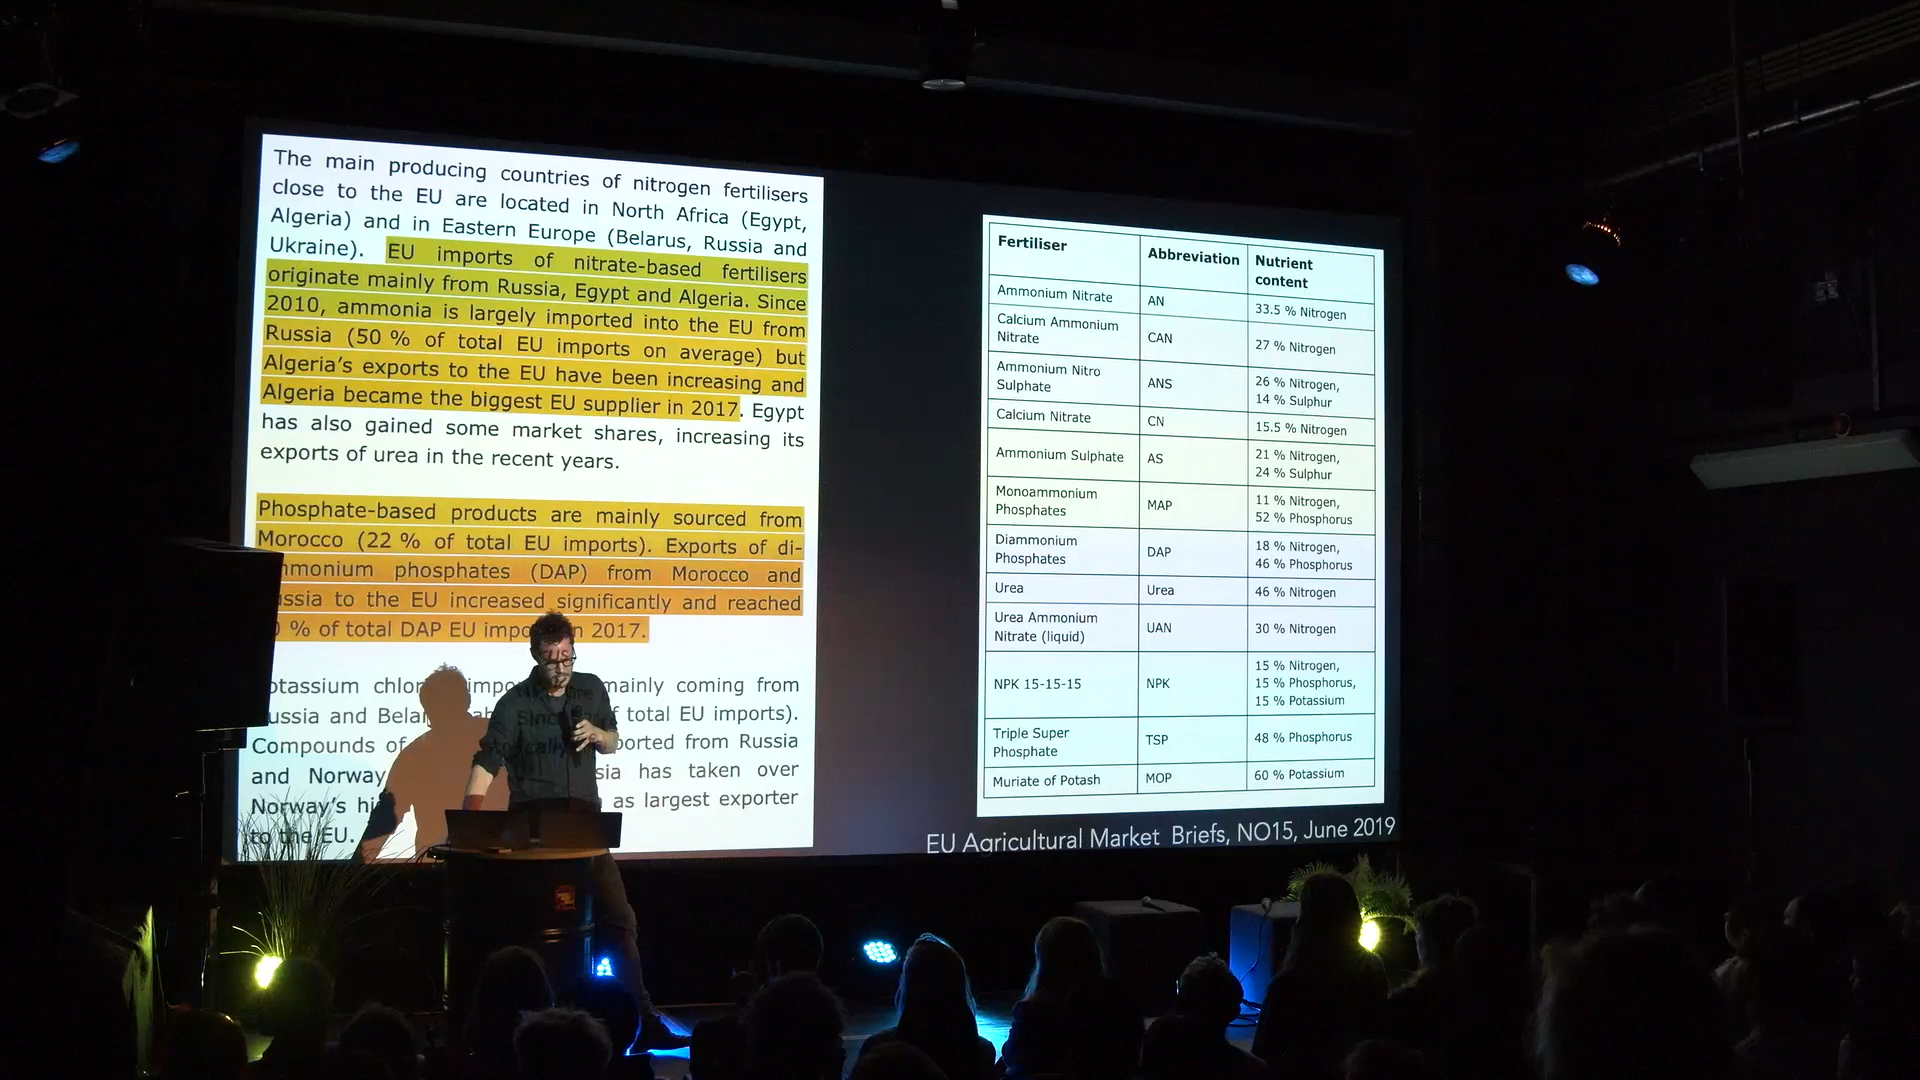 The main producing countries of nitrogen fertilisers
close to the EU are located in North Africa (Egypt,
Algeria) and in Eastern Europe (Belarus, Russia and
Ukraine). EU imports of nitrate-based fertilisers
originate mainly from Russia, Egypt and Algeria. Since
2010, ammonia is largely imported into the EU from
Russia (50 % of total EU imports on average) but
Algeria's exports to the EU have been increasing and
Algeria became the biggest EU supplier in 2017. Egypt
has also gained some market shares, increasing its
exports of urea in the recent years.
Phosphate-based products are mainly sourced from
Morocco (22 % of total EU imports). Exports of di-
mmonium phosphates (DAP) from Morocco and
ussia to the EU increased significantly and reached
% of total DAP EU impo n 2017.
otassium chlor impo mainly coming from
ussia and Belar f total EU imports).
Compounds of ported from Russia
and Norway sia has taken over
Norway's hi as largest exporter
to the EU.
Fertiliser Abbreviation Nutrient
content
Ammonium Nitrate AN 33.5 % Nitrogen
Calcium Ammonium
Nitrate CAN 27 % Nitrogen
Ammonium Nitro
Sulphate ANS 26 % Nitrogen,
14 % Sulphur
Calcium Nitrate CN 15.5 % Nitrogen
Ammonium Sulphate AS 21 % Nitrogen,
24 % Sulphur
Monoammonium
Phosphates MAP 11 % Nitrogen,
52 % Phosphorus
Diammonium
Phosphates DAP 18 % Nitrogen,
46 % Phosphorus
Urea Urea 46 % Nitrogen
Urea Ammonium
Nitrate (liquid) UAN 30 % Nitrogen
NPK 15-15-15 NPK 15 % Nitrogen,
15 % Phosphorus,
15 % Potassium
Triple Super
Phosphate TSP 48 % Phosphorus
Muriate of Potash MOP 60 % Potassium
EU Agricultural Market Briefs, NO15, June 2019